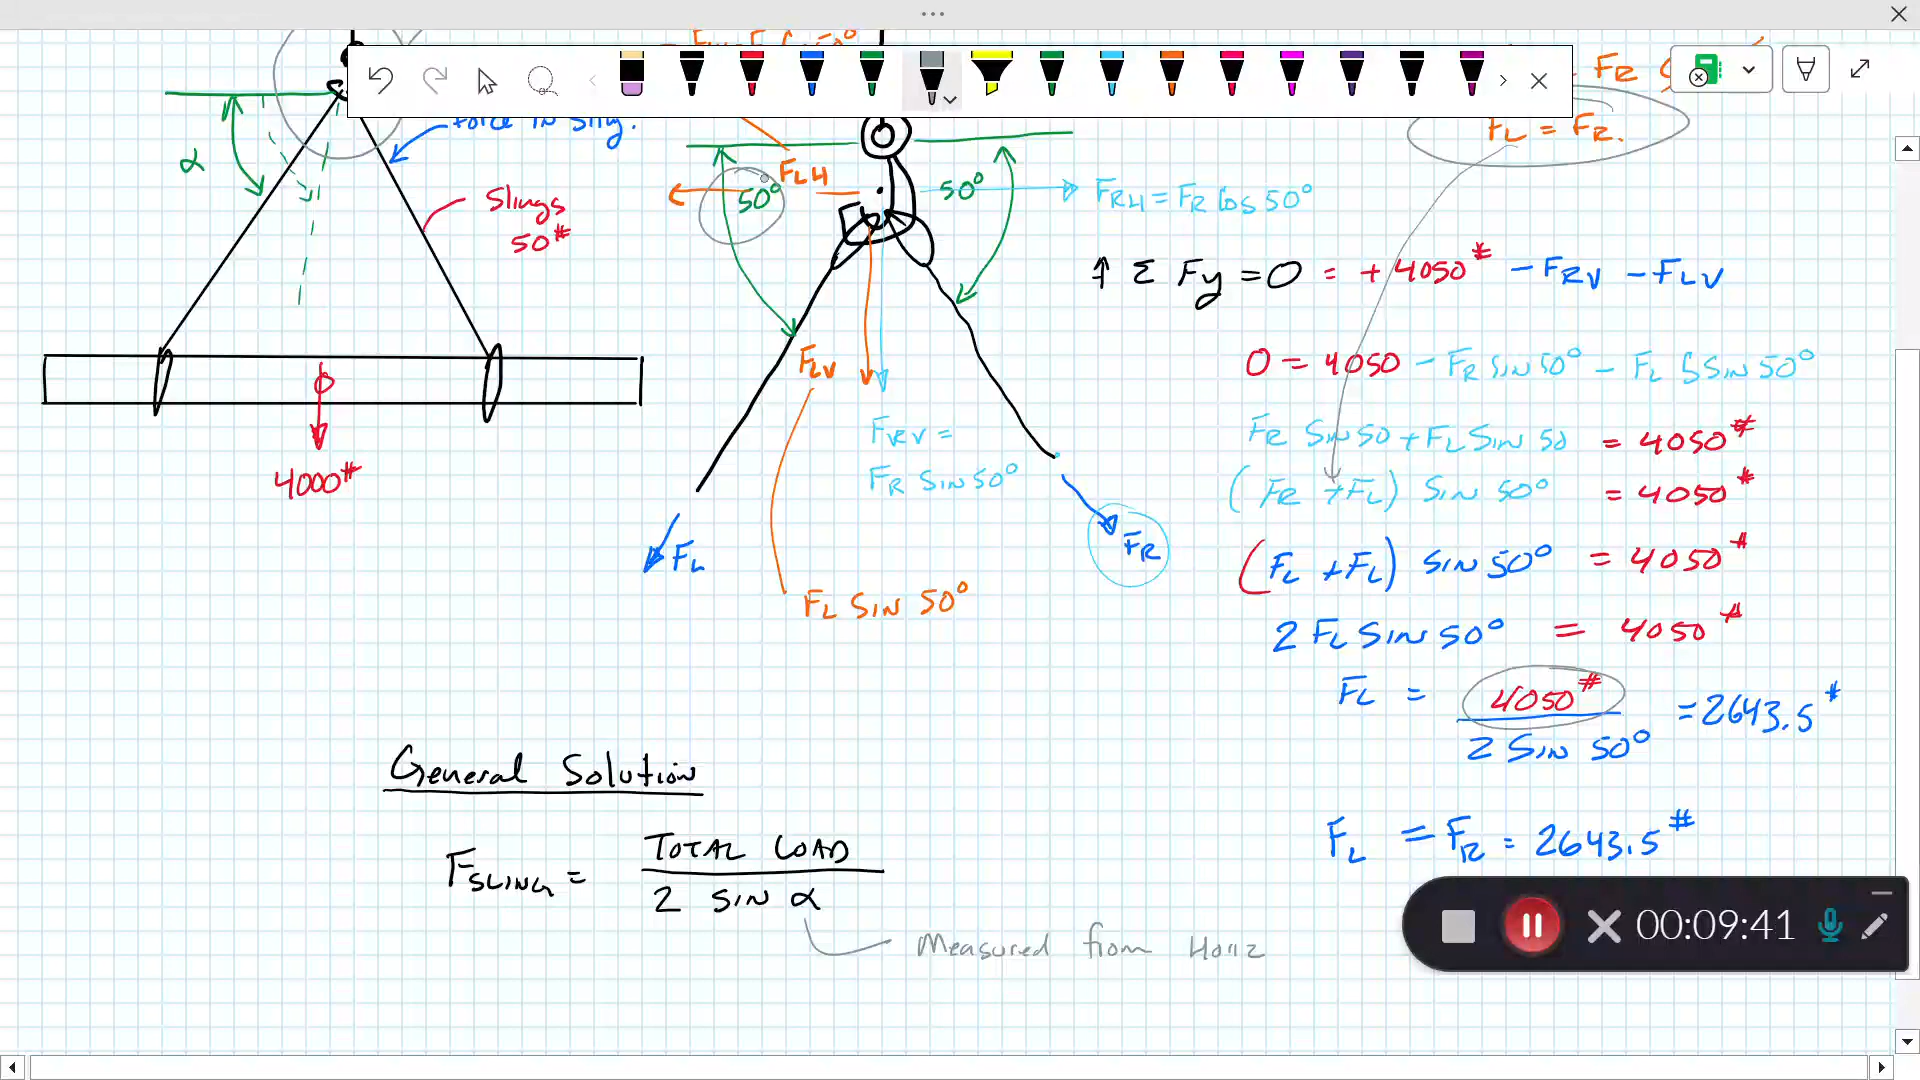 FR
force in sling.
FL = FR.
α
Slings
50#
4000#
FLH
50°
50°
FRH = FR Cos 50°
FLV
FVRV =
FR Sin 50°
FL
FR
FL Sin 50°
↑ Σ Fy = 0 = + 4050# - FRV - FLV
0 = 4050 - FR Sin 50° - FL SSin 50°
FR Sin 50 + FL Sin 50 = 4050#
(FR + FL) Sin 50° = 4050#
(FL + FL) Sin 50° = 4050#
2 FL Sin 50° = 4050#
FL = 4050# = 2643.5#
2 Sin 50°
FL = FR = 2643.5#
General Solution
FSLING = TOTAL LOAD
2 SIN α
Measured from Horiz
00:09:41